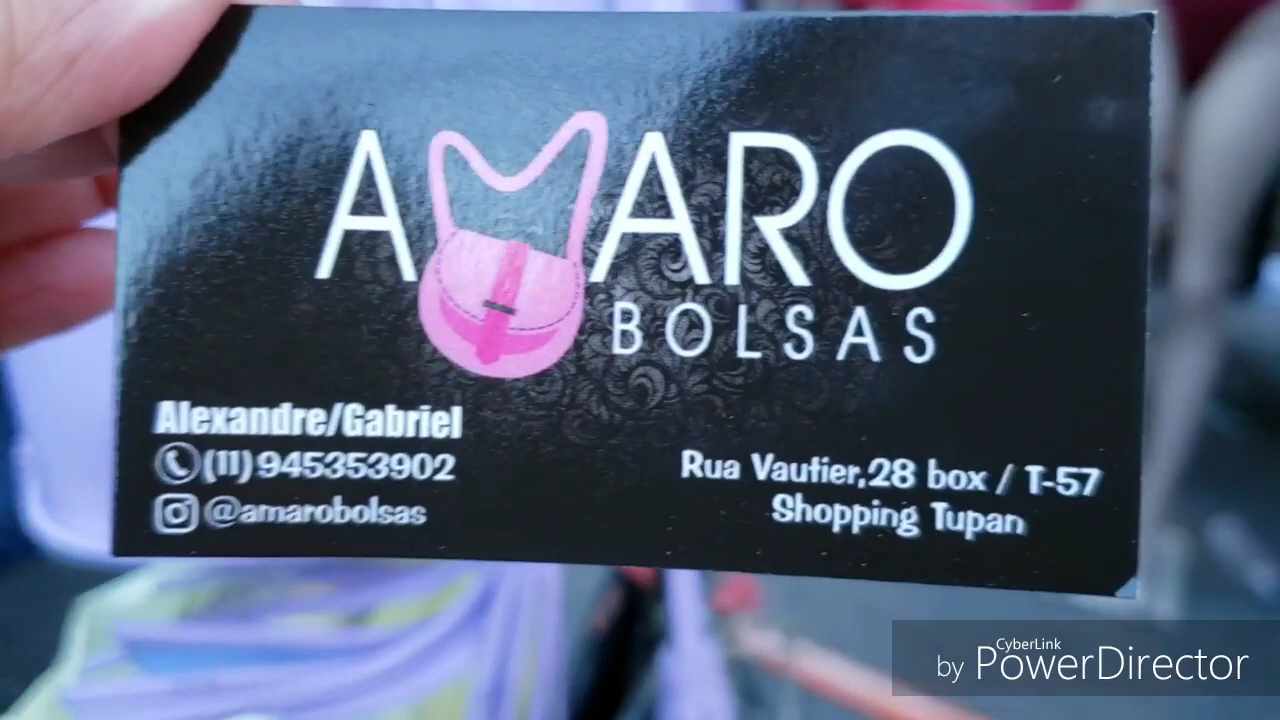 AMARO
BOLSAS
Alexandre/Gabriel
(11) 945353902
@amarobolsas
Rua Vautier,28 box / T-57
Shopping Tupan
CyberLink
by PowerDirector